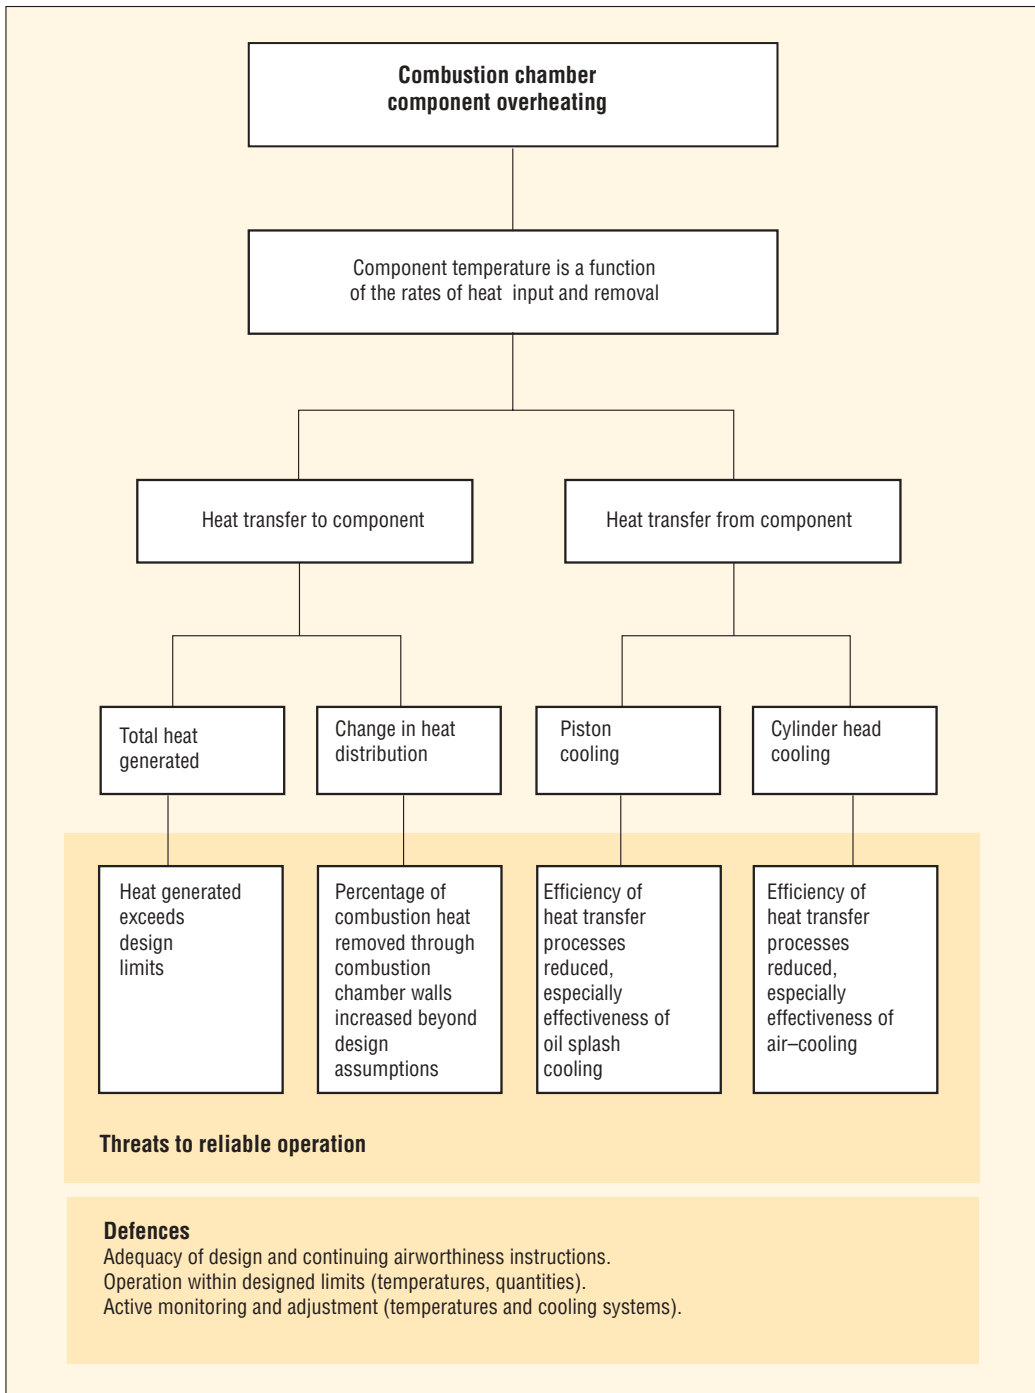 Combustion chamber
component overheating
Component temperature is a function
of the rates of heat input and removal
Heat transfer to component
Heat transfer from component
Total heat
generated
Change in heat
distribution
Piston
cooling
Cylinder head
cooling
Heat generated
exceeds
design
limits
Percentage of
combustion heat
removed through
combustion
chamber walls
increased beyond
design
assumptions
Efficiency of
heat transfer
processes
reduced,
especially
effectiveness of
oil splash
cooling
Efficiency of
heat transfer
processes
reduced,
especially
effectiveness of
air–cooling
Threats to reliable operation
Defences
Adequacy of design and continuing airworthiness instructions.
Operation within designed limits (temperatures, quantities).
Active monitoring and adjustment (temperatures and cooling systems).